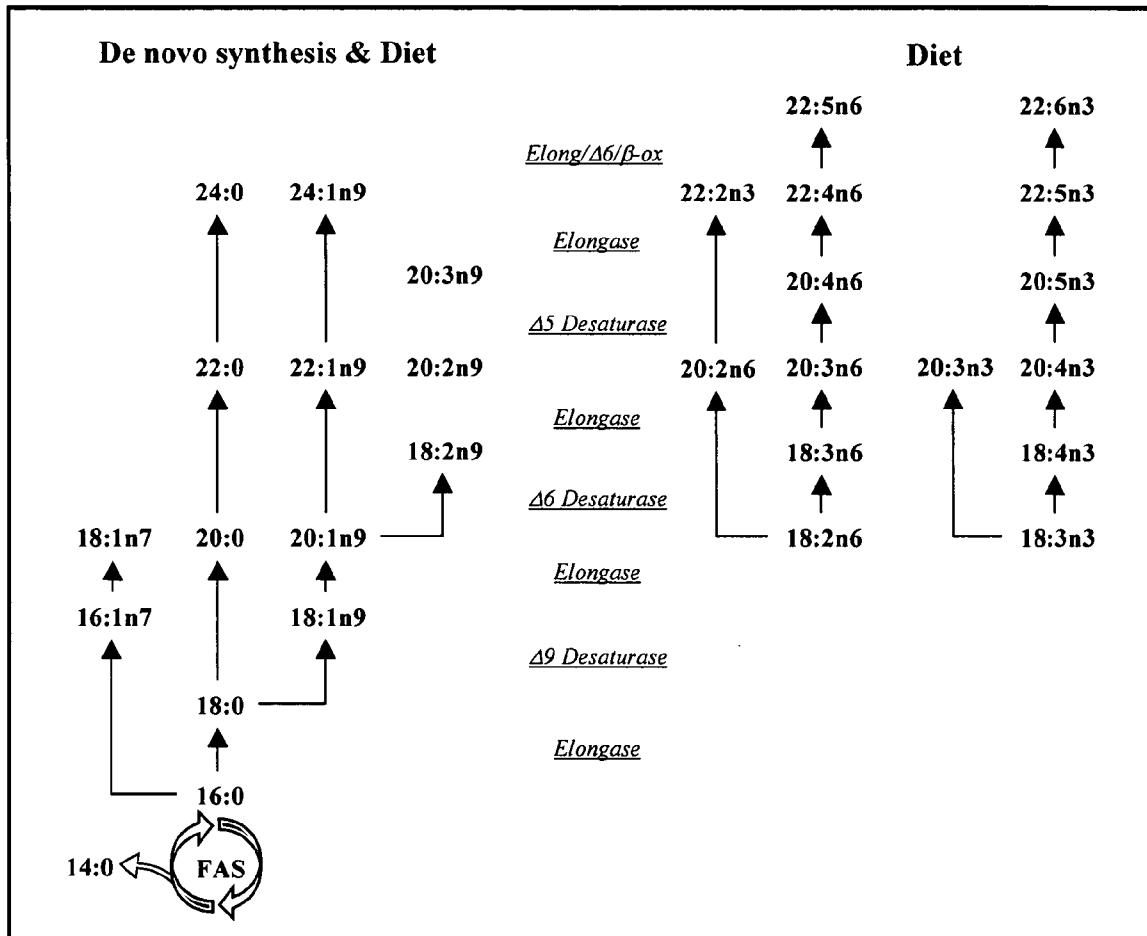 De novo synthesis & Diet Diet
22:5n6 22:6n3
Elong/Δ6/β-ox
24:0 24:1n9 22:2n3 22:4n6 22:5n3
Elongase
20:3n9 20:4n6 20:5n3
Δ5 Desaturase
22:0 22:1n9 20:2n9 20:2n6 20:3n6 20:3n3 20:4n3
Elongase
18:2n9 18:3n6 18:4n3
Δ6 Desaturase
18:1n7 20:0 20:1n9 18:2n6 18:3n3
Elongase
16:1n7 18:1n9
Δ9 Desaturase
18:0
Elongase
16:0
14:0 FAS